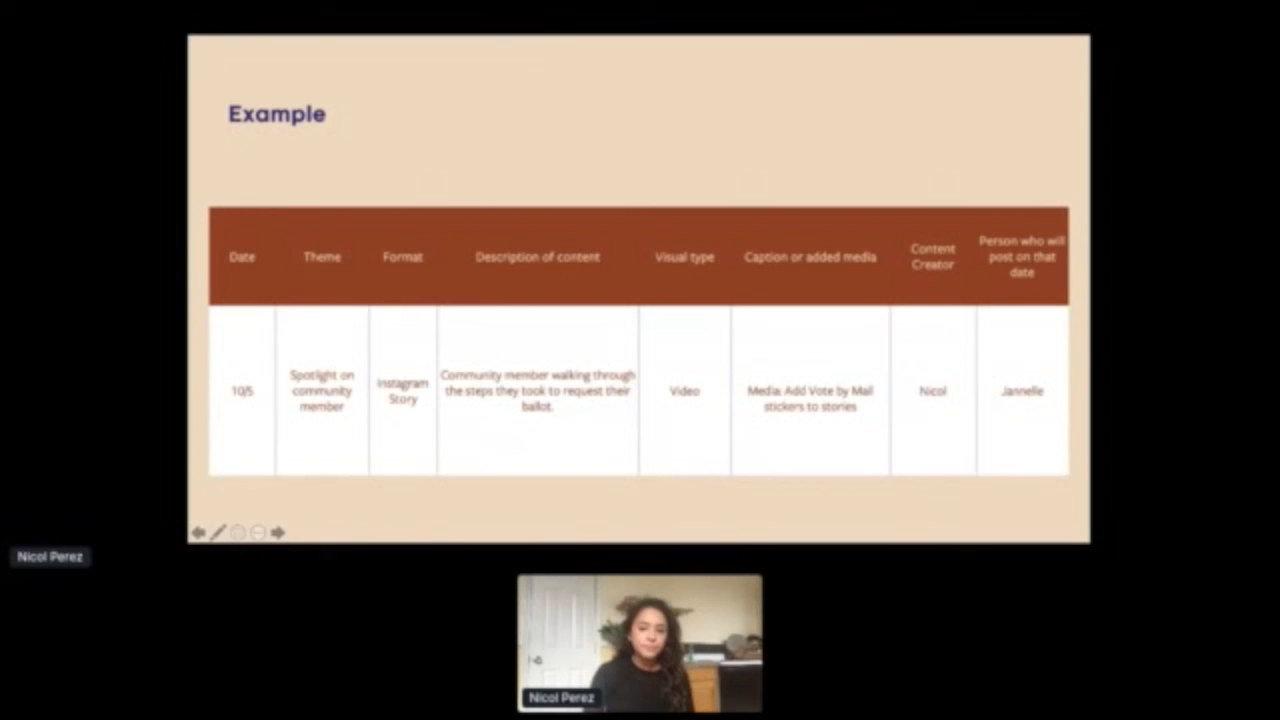 Example
Date
Theme
Format
Description of content
Visual type
Caption or added media
Content
Creator
Person who will
post on that
date
10/5
Spotlight on
community
member
Instagram
Story
Community member walking through
the steps they took to request their
ballot.
Video
Media: Add Vote by Mail
stickers to stories
Nicol
Jannelle
Nicol Perez
Nicol Perez